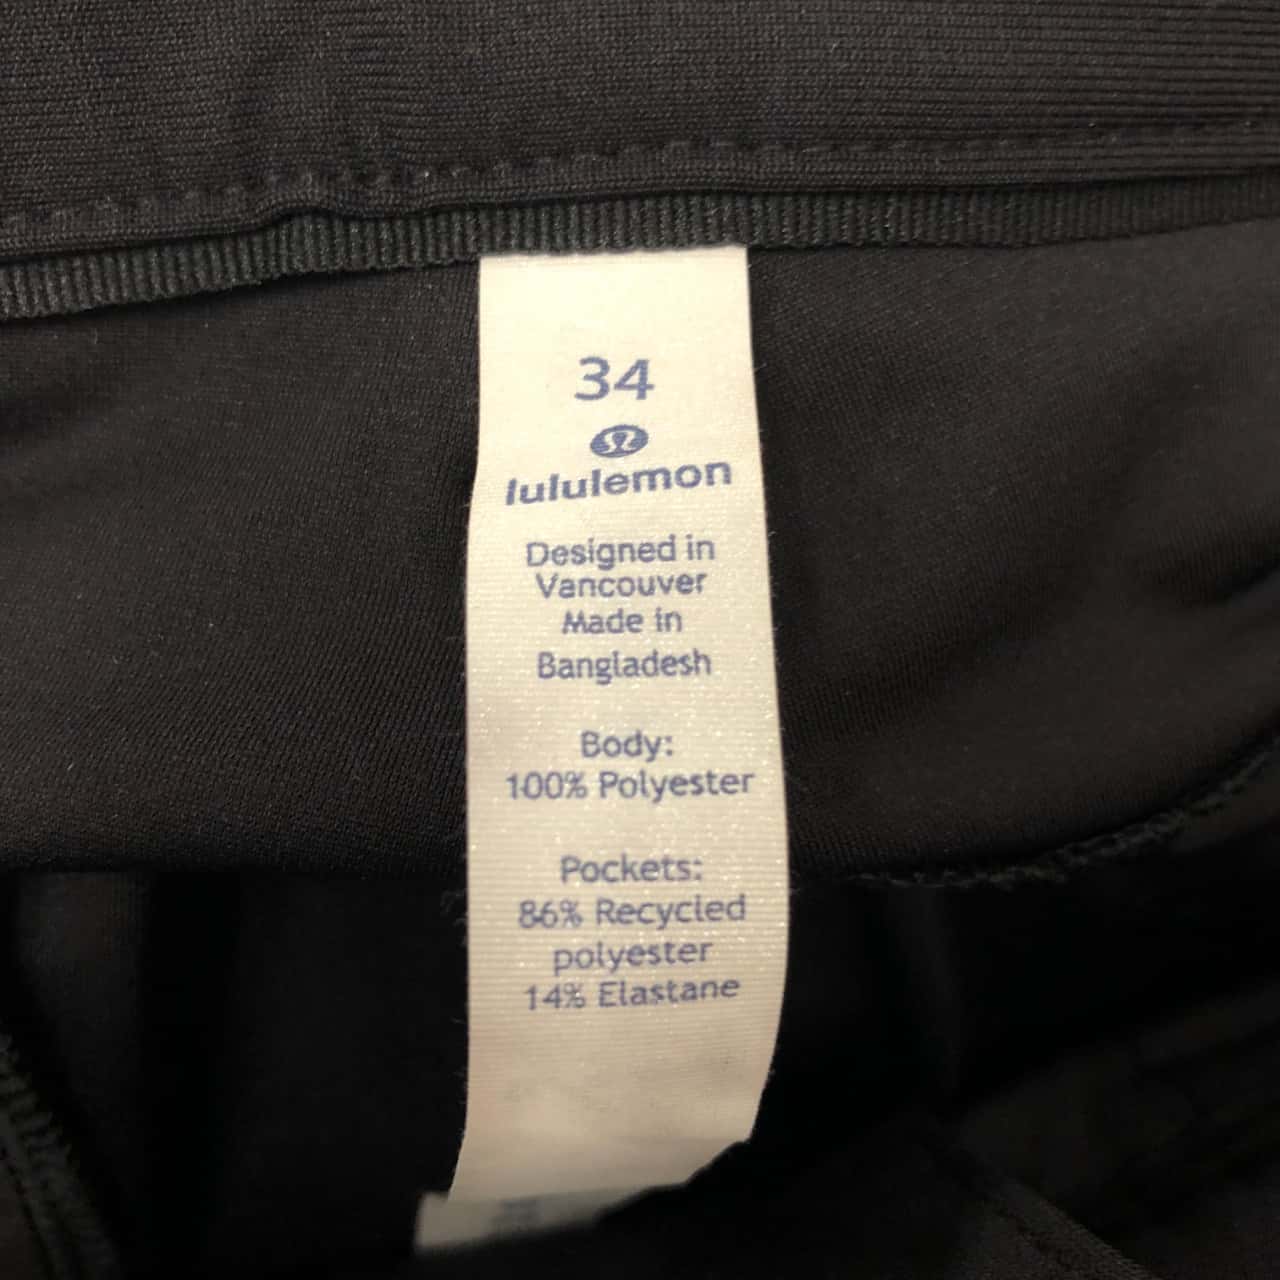 34
lululemon
Designed in
Vancouver
Made in
Bangladesh
Body:
100% Polyester
Pockets:
86% Recycled
polyester
14% Elastane